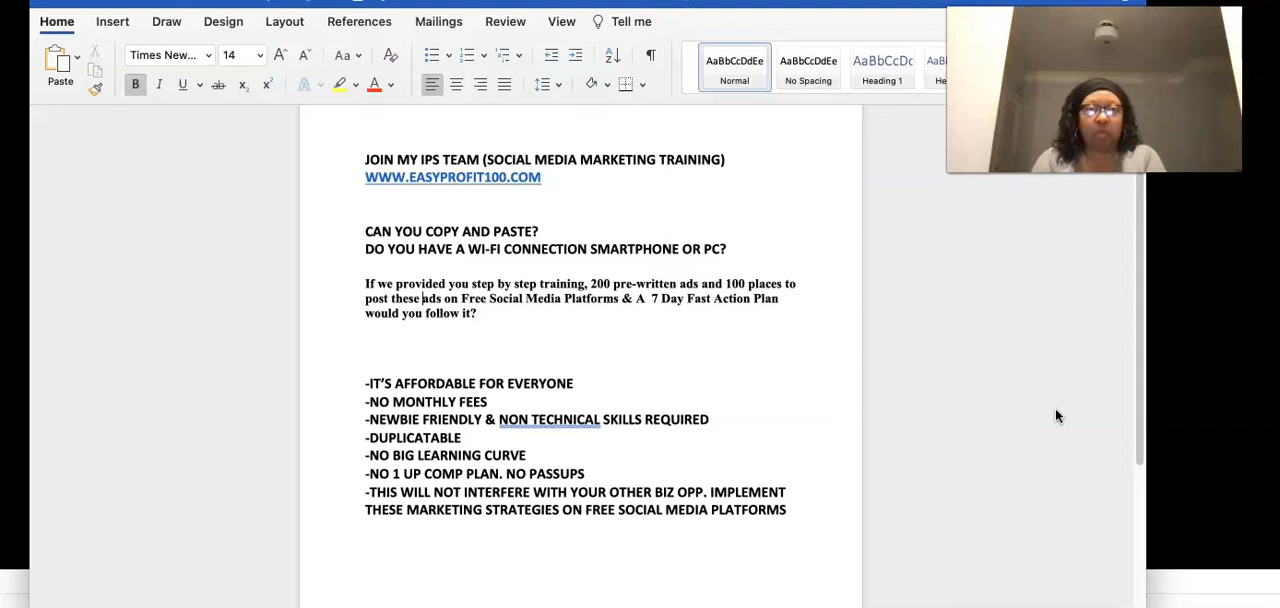 Home Insert Draw Design Layout References Mailings Review View Tell me
Times New... 14 Aa
Paste
AaBbCcDdEe AaBbCcDdEe AaBbCcDc
Normal No Spacing Heading 1
JOIN MY IPS TEAM (SOCIAL MEDIA MARKETING TRAINING)
WWW.EASYPROFIT100.COM
CAN YOU COPY AND PASTE?
DO YOU HAVE A WI-FI CONNECTION SMARTPHONE OR PC?
If we provided you step by step training, 200 pre-written ads and 100 places to
post these ads on Free Social Media Platforms & A 7 Day Fast Action Plan
would you follow it?
-IT’S AFFORDABLE FOR EVERYONE
-NO MONTHLY FEES
-NEWBIE FRIENDLY & NON TECHNICAL SKILLS REQUIRED
-DUPLICATABLE
-NO BIG LEARNING CURVE
-NO 1 UP COMP PLAN. NO PASSUPS
-THIS WILL NOT INTERFERE WITH YOUR OTHER BIZ OPP. IMPLEMENT
THESE MARKETING STRATEGIES ON FREE SOCIAL MEDIA PLATFORMS